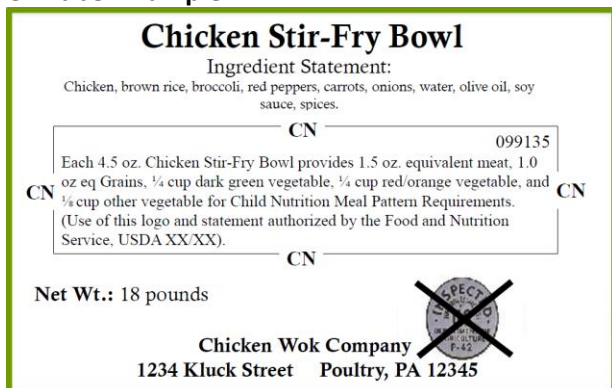 Chicken Stir-Fry Bowl
Ingredient Statement:
Chicken, brown rice, broccoli, red peppers, carrots, onions, water, olive oil, soy
sauce, spices.
CN
099135
Each 4.5 oz. Chicken Stir-Fry Bowl provides 1.5 oz. equivalent meat, 1.0
oz eq Grains, ¼ cup dark green vegetable, ¼ cup red/orange vegetable, and
CN
CN
⅛ cup other vegetable for Child Nutrition Meal Pattern Requirements.
(Use of this logo and statement authorized by the Food and Nutrition
Service, USDA XX/XX).
CN
Net Wt.: 18 pounds
INSPECTED
P-42
Chicken Wok Company
1234 Kluck Street Poultry, PA 12345